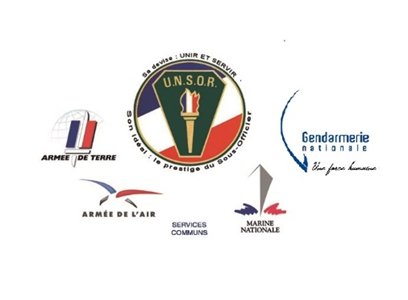 Sa devise : UNIR ET SERVIR
U.N.S.O.R.
Son idéal : le prestige du Sous-Officier
ARMEE DE TERRE
Gendarmerie
nationale
Une force humaine
ARMÉE DE L'AIR
SERVICES
COMMUNS
MARINE
NATIONALE